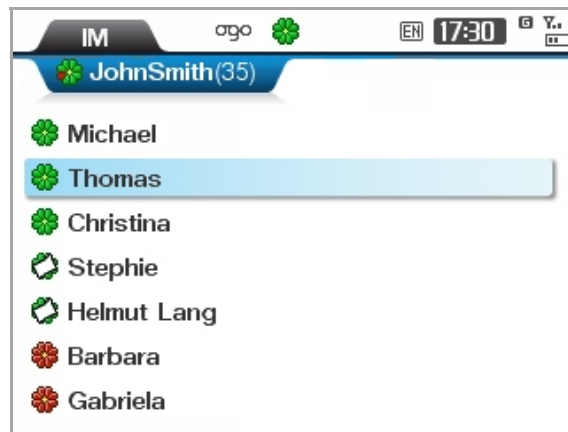 IM ogo EN 17:30 G
JohnSmith(35)
Michael
Thomas
Christina
Stephie
Helmut Lang
Barbara
Gabriela